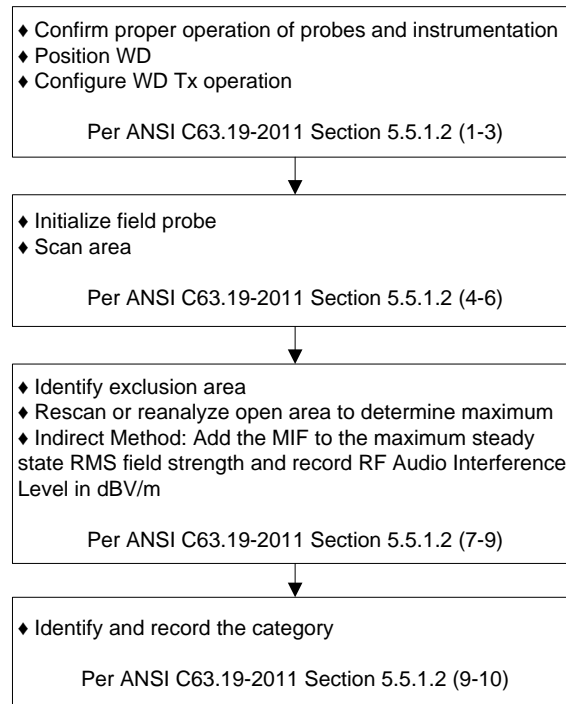 ♦ Confirm proper operation of probes and instrumentation
♦ Position WD
♦ Configure WD Tx operation
Per ANSI C63.19-2011 Section 5.5.1.2 (1-3)
♦ Initialize field probe
♦ Scan area
Per ANSI C63.19-2011 Section 5.5.1.2 (4-6)
♦ Identify exclusion area
♦ Rescan or reanalyze open area to determine maximum
♦ Indirect Method: Add the MIF to the maximum steady
state RMS field strength and record RF Audio Interference
Level in dBV/m
Per ANSI C63.19-2011 Section 5.5.1.2 (7-9)
♦ Identify and record the category
Per ANSI C63.19-2011 Section 5.5.1.2 (9-10)